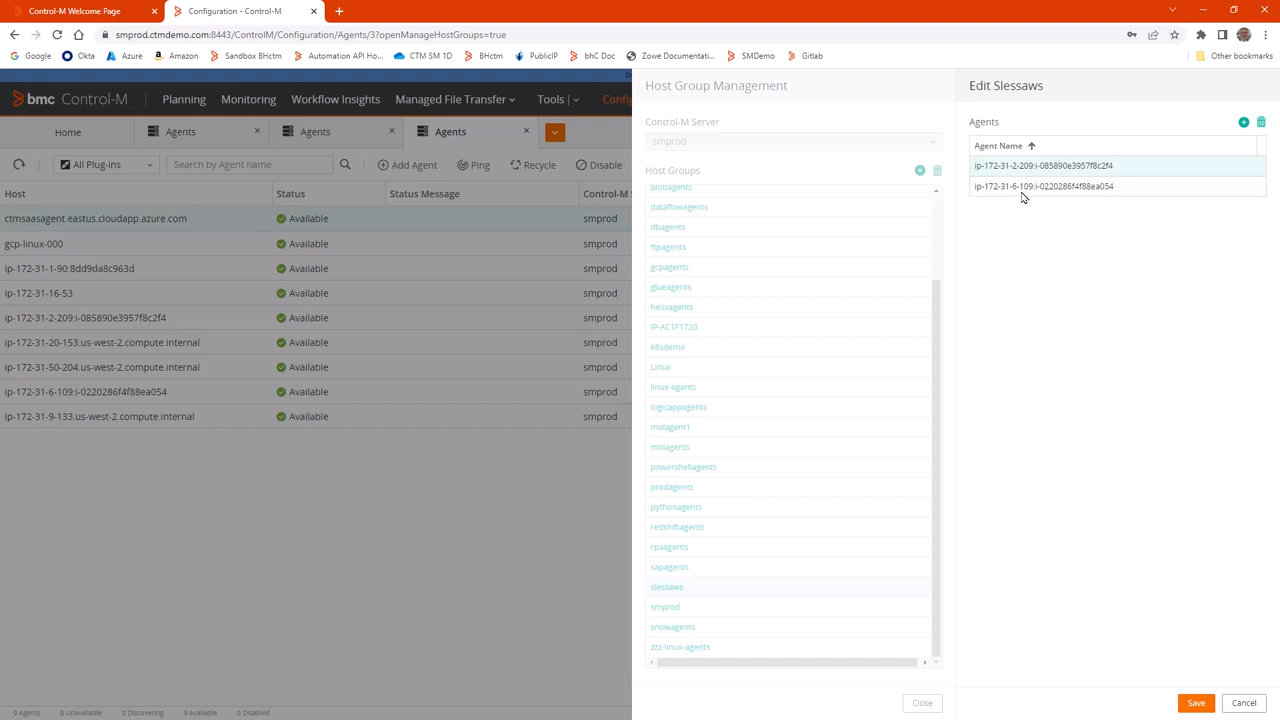 Control-M Welcome Page
Configuration - Control-M
smprod.ctmdemo.com:8443/ControlM/Configuration/Agents/3?openManageHostGroups=true
Google
Okta
Azure
AWS
Sandbox BHctm
Automation API Ho...
CTM SM 1D
BHctm
PublicIP
bhC Doc
Zowe Documentati...
SMDemo
Gitlab
Other bookmarks
bmc Control-M
Planning
Monitoring
Workflow Insights
Managed File Transfer
Tools
Config
Home
Agents
Agents
Agents
All Plug-ins
Search by Agent name
Add Agent
Ping
Recycle
Disable
Host
Status
Status Message
Control-M S
ctmsaasagent.eastus.cloudapp.azure.com
Available
smprod
gcp-linux-000
Available
smprod
ip-172-31-1-90:8dd9da8c963d
Available
smprod
ip-172-31-16-53
Available
smprod
ip-172-31-2-209:i-085890e3957f8c2f4
Available
smprod
ip-172-31-20-153.us-west-2.compute.internal
Available
smprod
ip-172-31-50-204.us-west-2.compute.internal
Available
smprod
ip-172-31-6-109:i-0220286f4f88ea054
Available
smprod
ip-172-31-9-133.us-west-2.compute.internal
Available
smprod
9 Agents
0 Unavailable
0 Discovering
9 Available
0 Disabled
Host Group Management
Control-M Server
smprod
Host Groups
blobagents
dataflowagents
dbagents
ftpagents
gcpagents
glueagents
helixagents
IP-AC1F1720
k8sdemo
Linux
linux-agents
logicappagents
molagent1
molagents
powershellagents
prodagents
pythonagents
redshiftagents
rpaagents
sapagents
slessaws
smprod
snowagents
zzz-linux-agents
Close
Edit Slessaws
Agents
Agent Name
ip-172-31-2-209:i-085890e3957f8c2f4
ip-172-31-6-109:i-0220286f4f88ea054
Save
Cancel